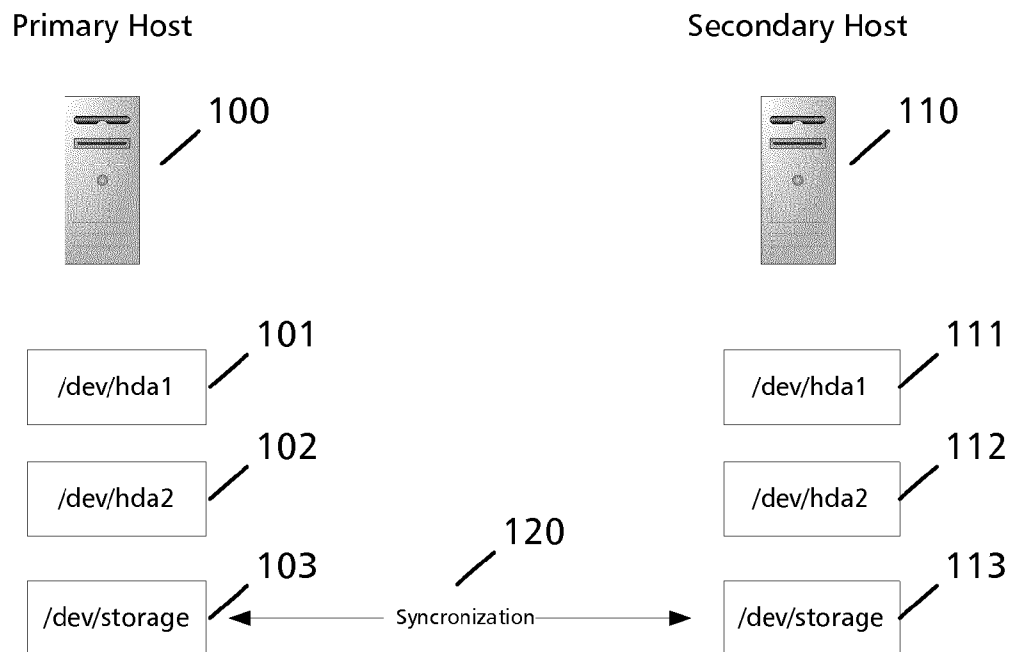 Primary Host
Secondary Host
100
110
101
111
/dev/hda1
/dev/hda1
102
112
/dev/hda2
/dev/hda2
120
103
113
/dev/storage
Syncronization
/dev/storage